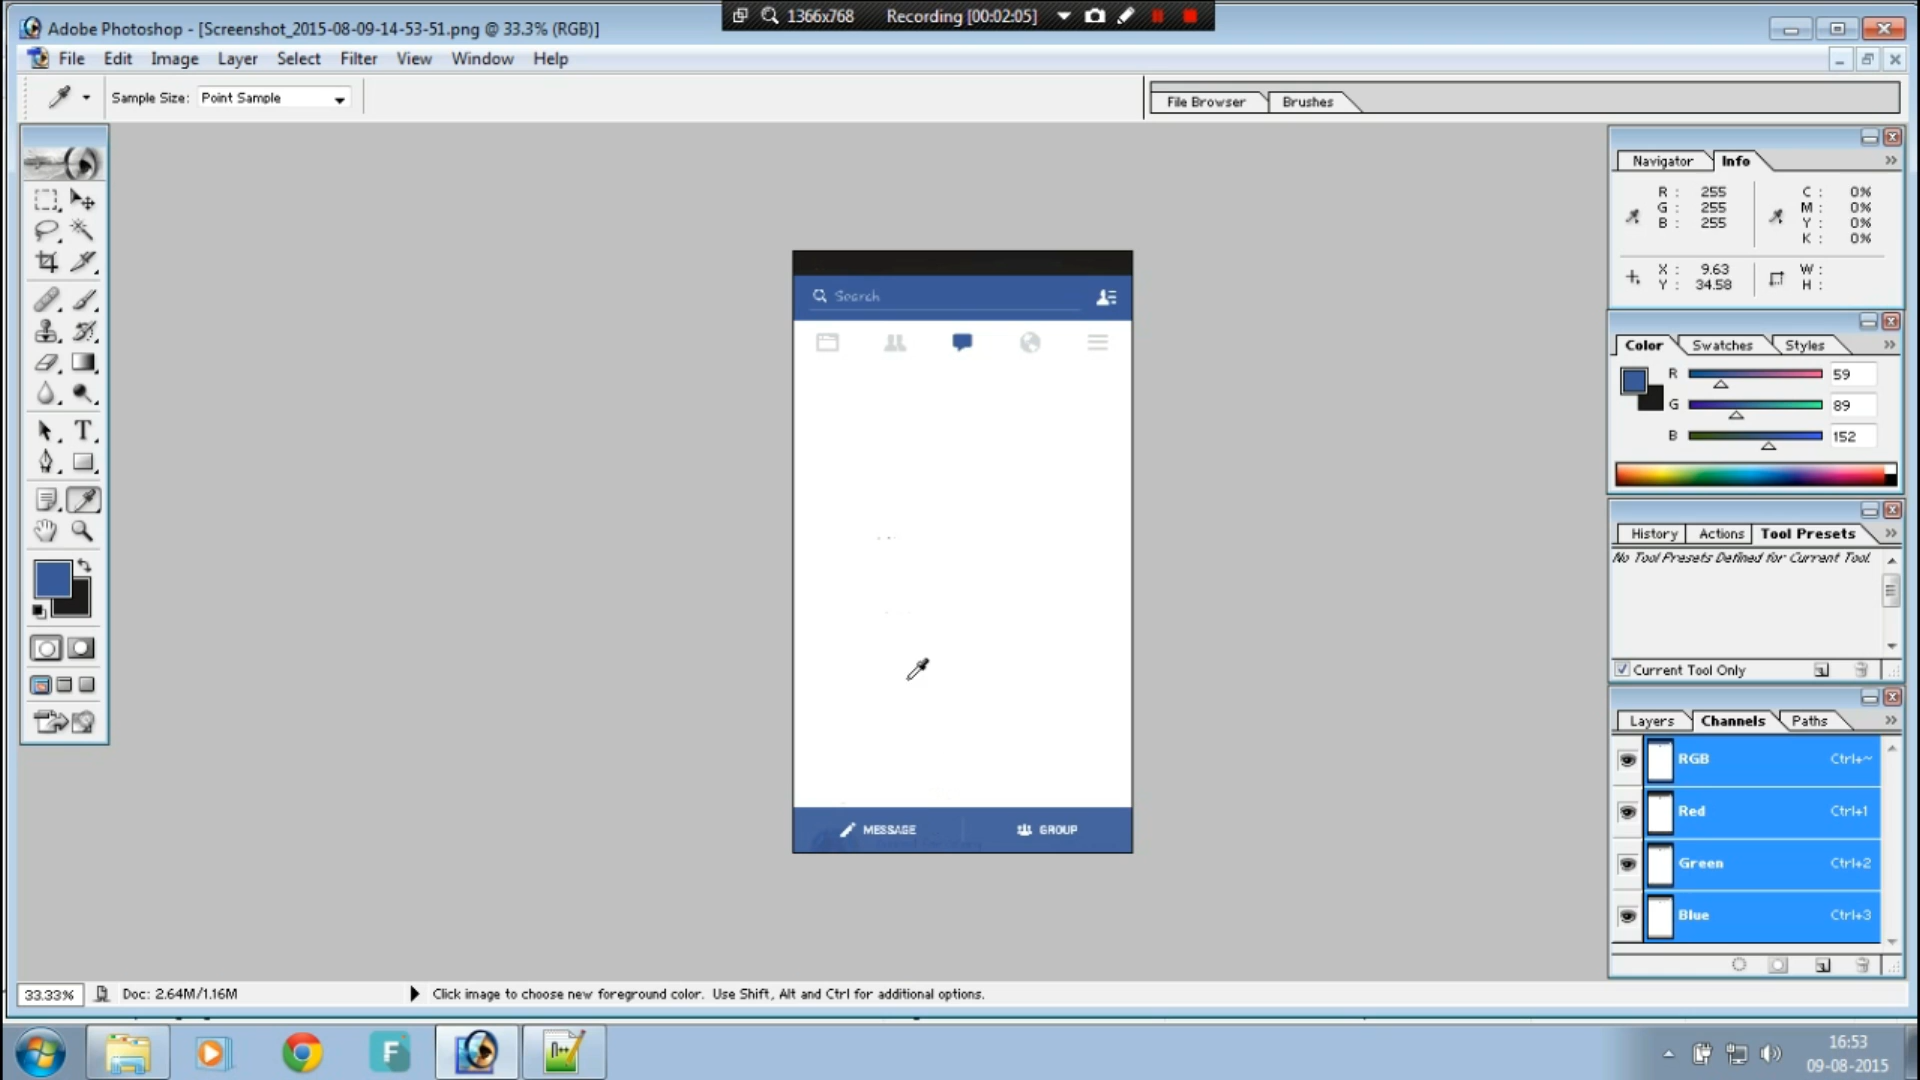 1366x768 Recording [00:02:05]
Adobe Photoshop - [Screenshot_2015-08-09-14-53-51.png @ 33.3% (RGB)]
File Edit Image Layer Select Filter View Window Help
Sample Size: Point Sample
File Browser Brushes
Navigator Info
R : 255 C : 0%
G : 255 M : 0%
B : 255 Y : 0%
K : 0%
X : 9.63 W :
Y : 34.58 H :
Search
Color Swatches Styles
R 59
G 89
B 152
History Actions Tool Presets
No Tool Presets Defined for Current Tool.
Current Tool Only
Layers Channels Paths
RGB Ctrl+~
Red Ctrl+1
Green Ctrl+2
Blue Ctrl+3
MESSAGE GROUP
33.33% Doc: 2.64M/1.16M Click image to choose new foreground color. Use Shift, Alt and Ctrl for additional options.
16:53
09-08-2015